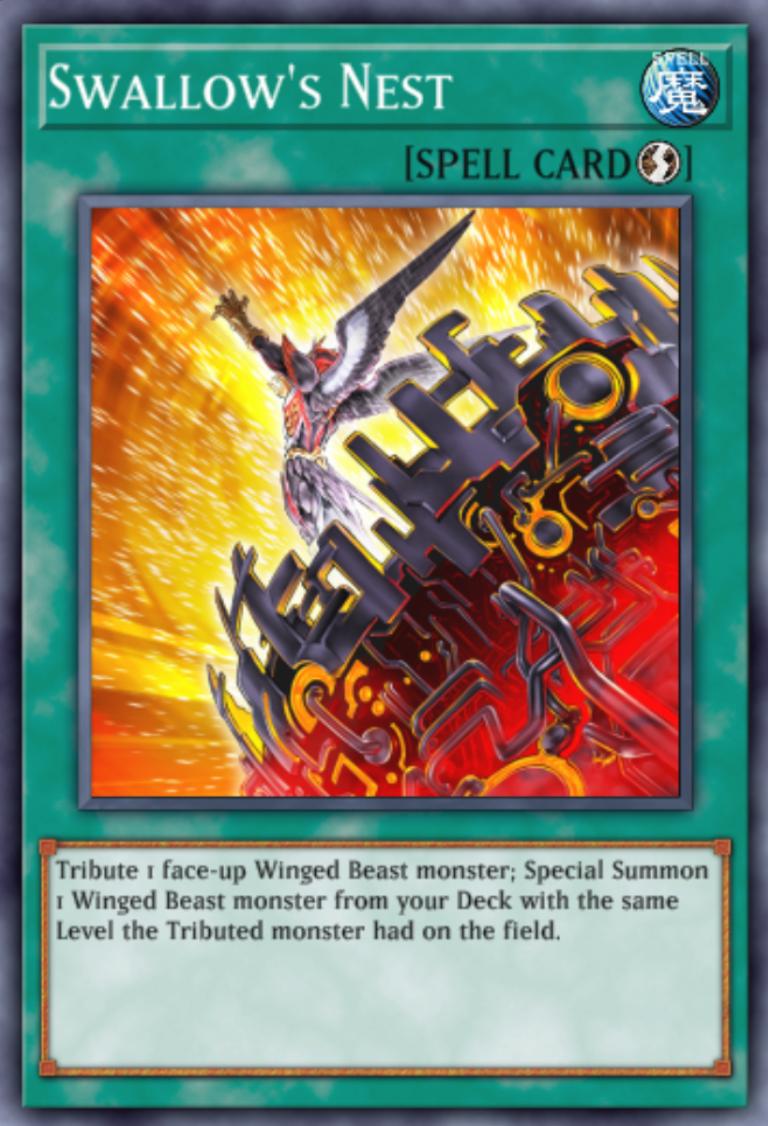 Swallow's Nest
SPELL
魔
[SPELL CARD]
Tribute 1 face-up Winged Beast monster; Special Summon
1 Winged Beast monster from your Deck with the same
Level the Tributed monster had on the field.